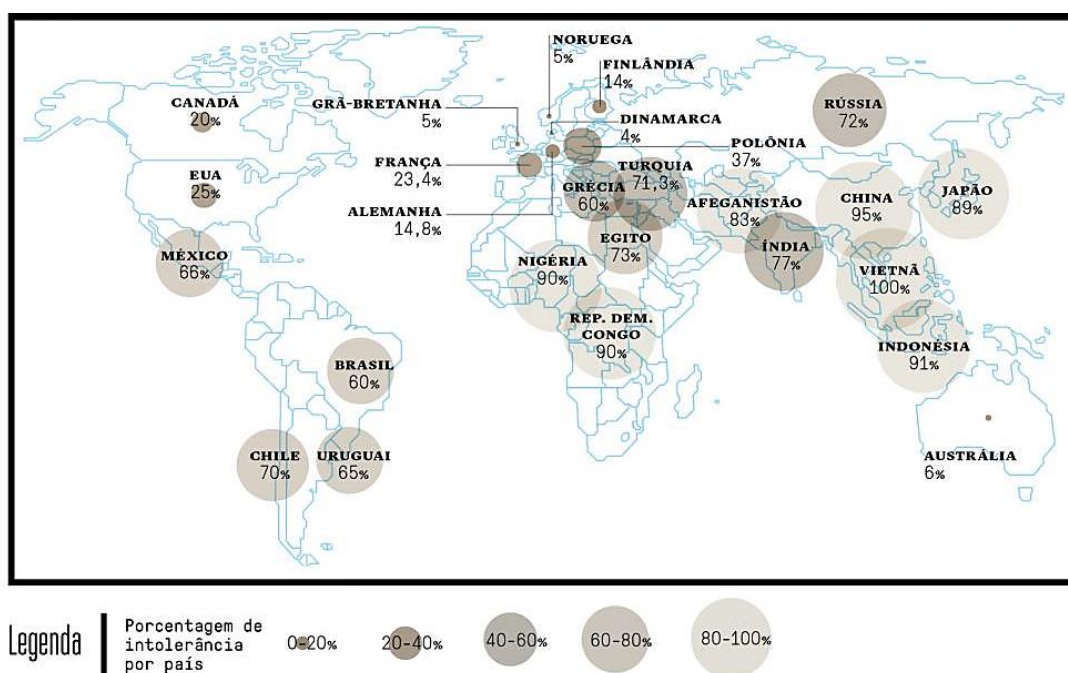 NORUEGA
5%
FINLÂNDIA
14%
CANADÁ
20%
GRÃ-BRETANHA
5%
DINAMARCA
4%
RÚSSIA
72%
POLÔNIA
37%
EUA
25%
FRANÇA
23,4%
TURQUIA
71,3%
GRÉCIA
60%
AFEGANISTÃO
83%
CHINA
95%
JAPÃO
89%
ALEMANHA
14,8%
MÉXICO
66%
EGITO
73%
ÍNDIA
77%
NIGÉRIA
90%
VIETNÃ
100%
REP. DEM.
CONGO
90%
INDONÉSIA
91%
BRASIL
60%
CHILE
70%
URUGUAI
65%
AUSTRÁLIA
6%
Legenda
Porcentagem de
intolerância
por país
0-20%
20-40%
40-60%
60-80%
80-100%